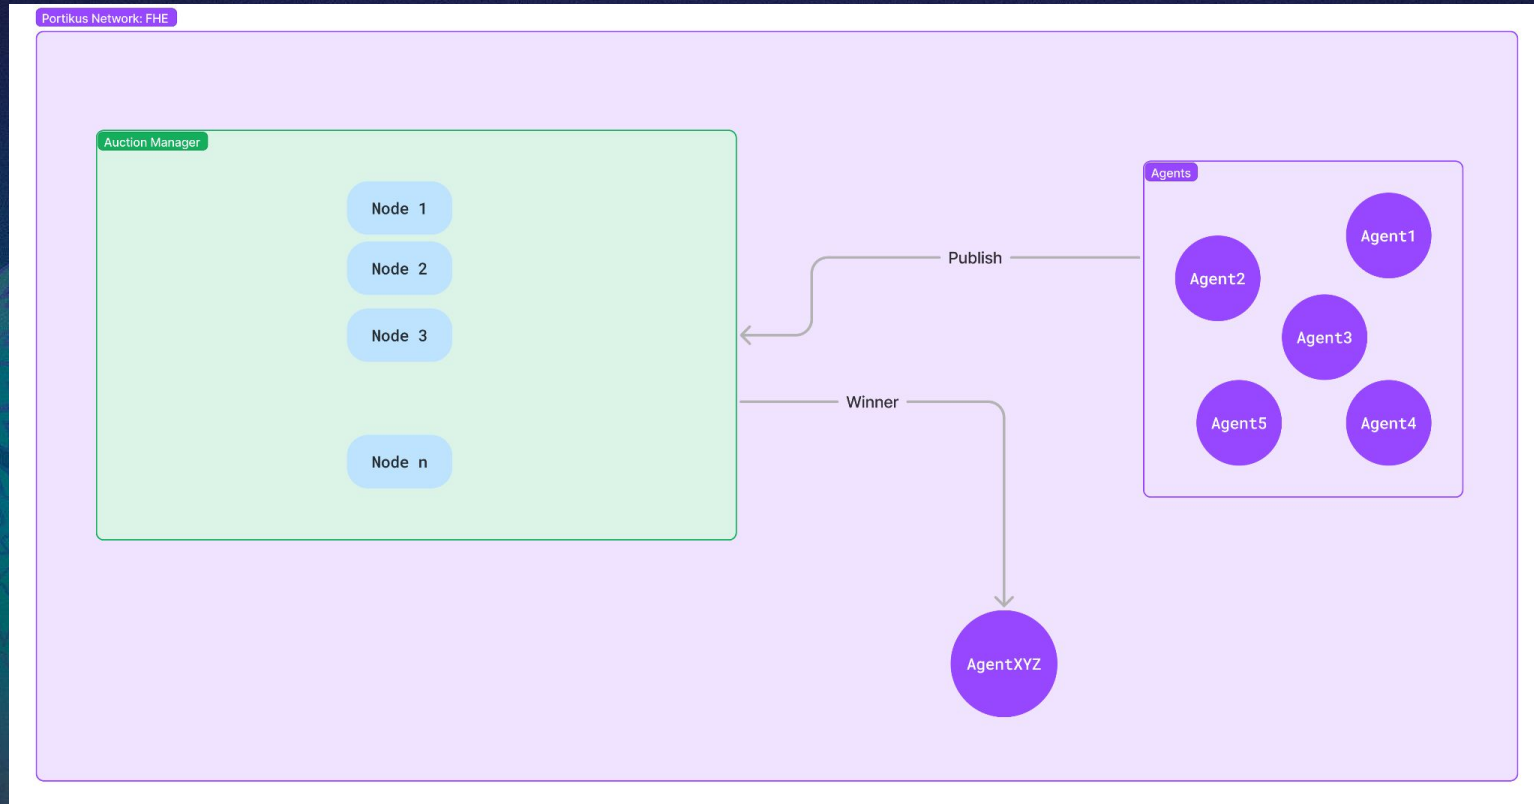 Portikus Network: FHE
Auction Manager
Node 1
Node 2
Node 3
Node n
Publish
Winner
Agents
Agent1
Agent2
Agent3
Agent5
Agent4
AgentXYZ